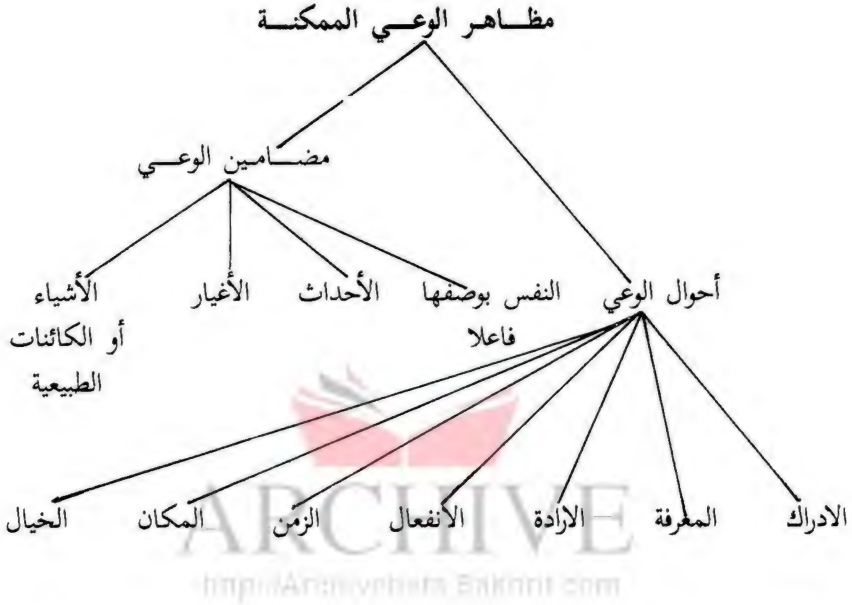 مظاهر الوعي الممكنة
مضامين الوعي
أحوال الوعي
النفس بوصفها
فاعلا
الأحداث
الأغيار
الأشياء
أو الكائنات
الطبيعية
الادراك
المعرفة
الارادة
الأنفعال
الزمن
المكان
الخيال
ARCHIVE